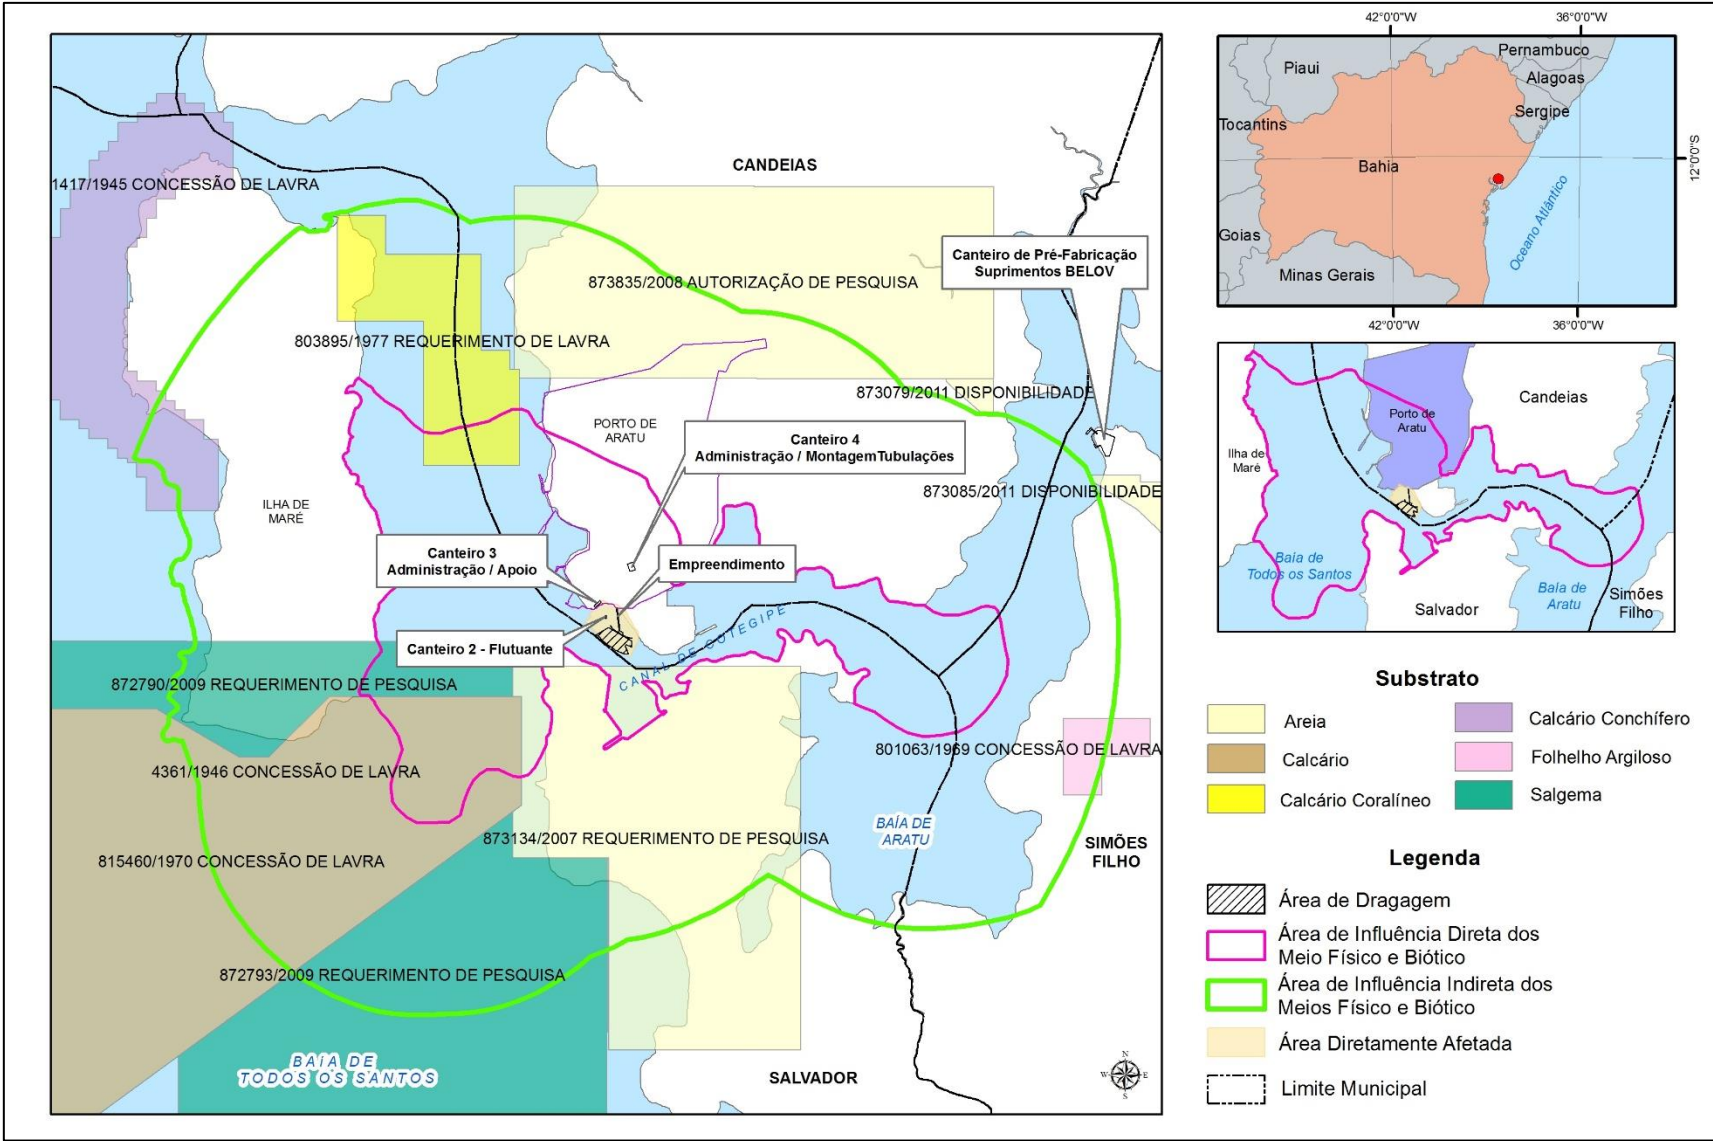 CANDEIAS
1417/1945 CONCESSÃO DE LAVRA
873835/2008 AUTORIZAÇÃO DE PESQUISA
Canteiro de Pré-Fabricação
Suprimentos BELOV
803895/1977 REQUERIMENTO DE LAVRA
873079/2011 DISPONIBILIDADE
PORTO DE
ARATU
Canteiro 4
Administração / MontagemTubulações
873085/2011 DISPONIBILIDADE
ILHA DE
MARÉ
Canteiro 3
Administração / Apoio
Empreendimento
Canteiro 2 - Flutuante
CANAL DE COTEGIPE
872790/2009 REQUERIMENTO DE PESQUISA
801063/1969 CONCESSÃO DE LAVRA
4361/1946 CONCESSÃO DE LAVRA
873134/2007 REQUERIMENTO DE PESQUISA
BAÍA DE
ARATU
SIMÕES
FILHO
815460/1970 CONCESSÃO DE LAVRA
872793/2009 REQUERIMENTO DE PESQUISA
BAÍA DE
TODOS OS SANTOS
SALVADOR
N
W E
S
42°0'0"W 36°0'0"W
Pernambuco
Piaui
Alagoas
Sergipe
Tocantins
Bahia
12°0'0"S
Oceano Atlântico
Goias
Minas Gerais
42°0'0"W 36°0'0"W
Candeias
Porto de
Aratu
Ilha de
Maré
Baia de
Todos os Santos
Baia de
Aratu
Simões
Filho
Salvador
Substrato
Areia
Calcário
Calcário Coralíneo
Calcário Conchífero
Folhelho Argiloso
Salgema
Legenda
Área de Dragagem
Área de Influência Direta dos
Meio Físico e Biótico
Área de Influência Indireta dos
Meios Físico e Biótico
Área Diretamente Afetada
Limite Municipal